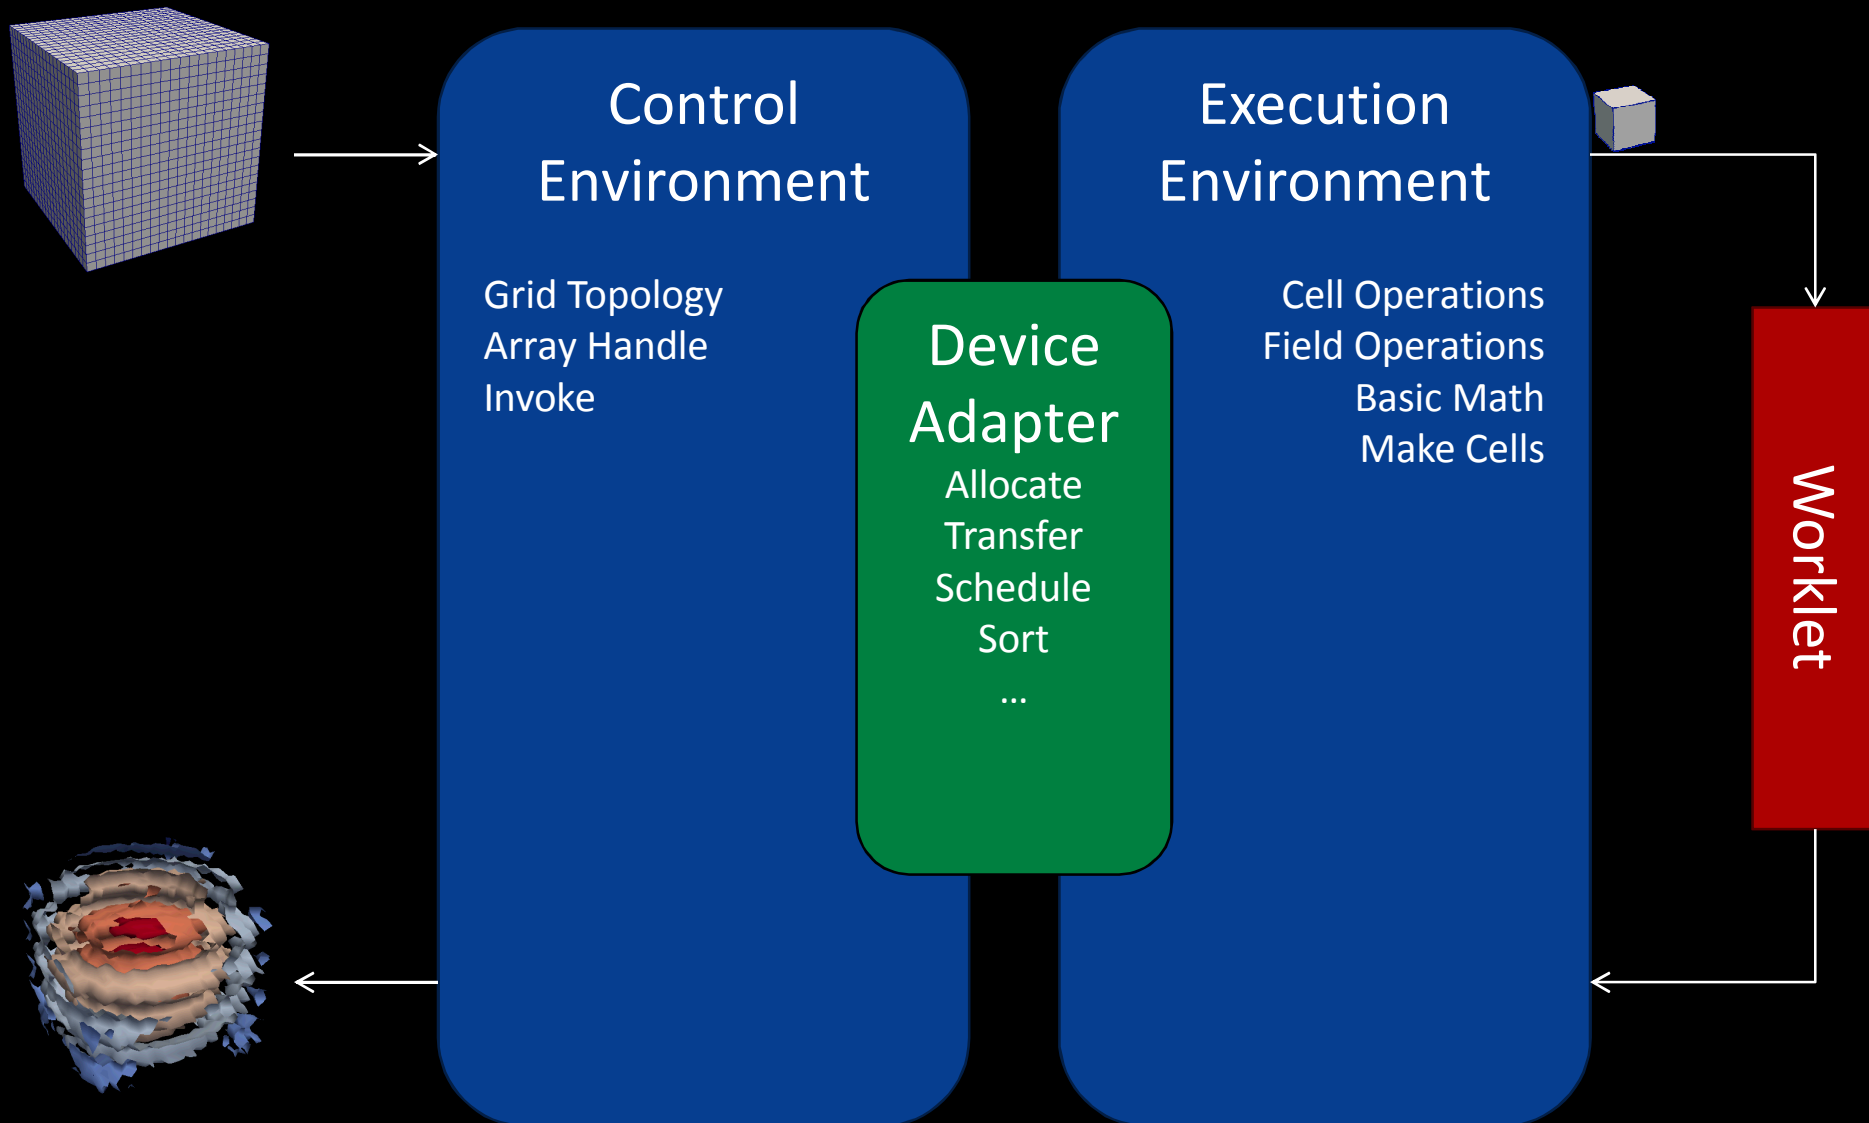 Control
Environment
Grid Topology
Array Handle
Invoke
Device
Adapter
Allocate
Transfer
Schedule
Sort
...
Execution
Environment
Cell Operations
Field Operations
Basic Math
Make Cells
Worklet